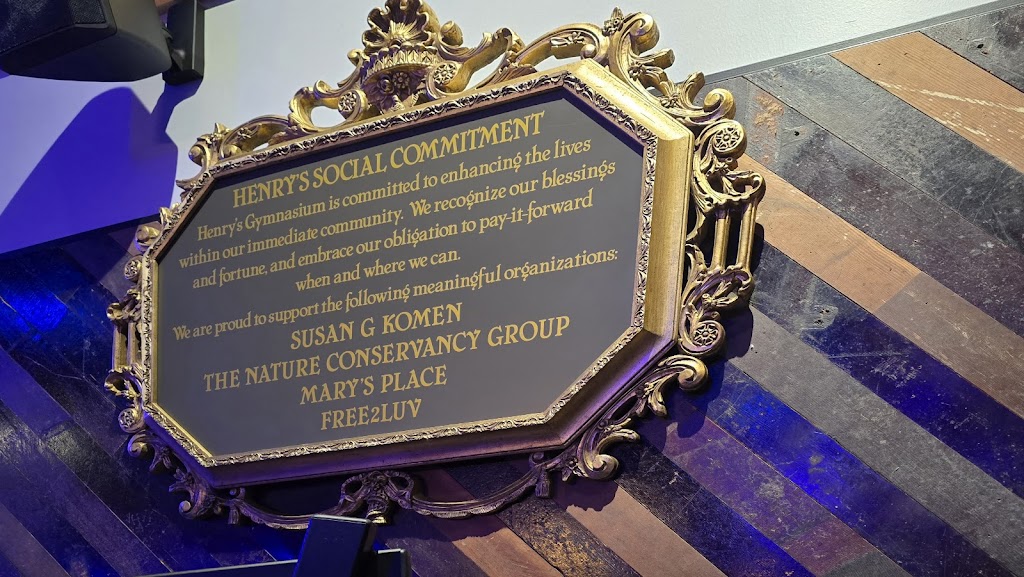 HENRY'S SOCIAL COMMITMENT
Henry's Gymnasium is committed to enhancing the lives
within our immediate community. We recognize our blessings
and fortune, and embrace our obligation to pay-it-forward
when and where we can.
We are proud to support the following meaningful organizations:
SUSAN G KOMEN
THE NATURE CONSERVANCY GROUP
MARY'S PLACE
FREE2LUV